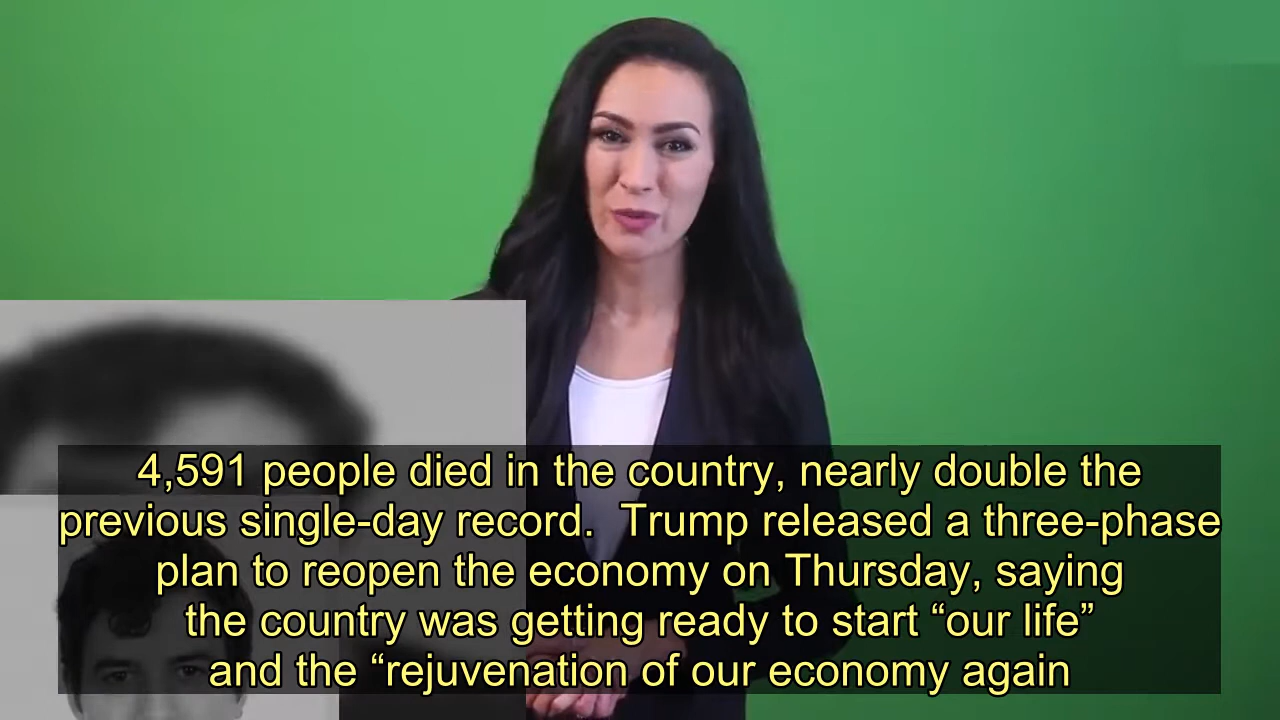 4,591 people died in the country, nearly double the
previous single-day record.  Trump released a three-phase
plan to reopen the economy on Thursday, saying
the country was getting ready to start “our life”
and the “rejuvenation of our economy again